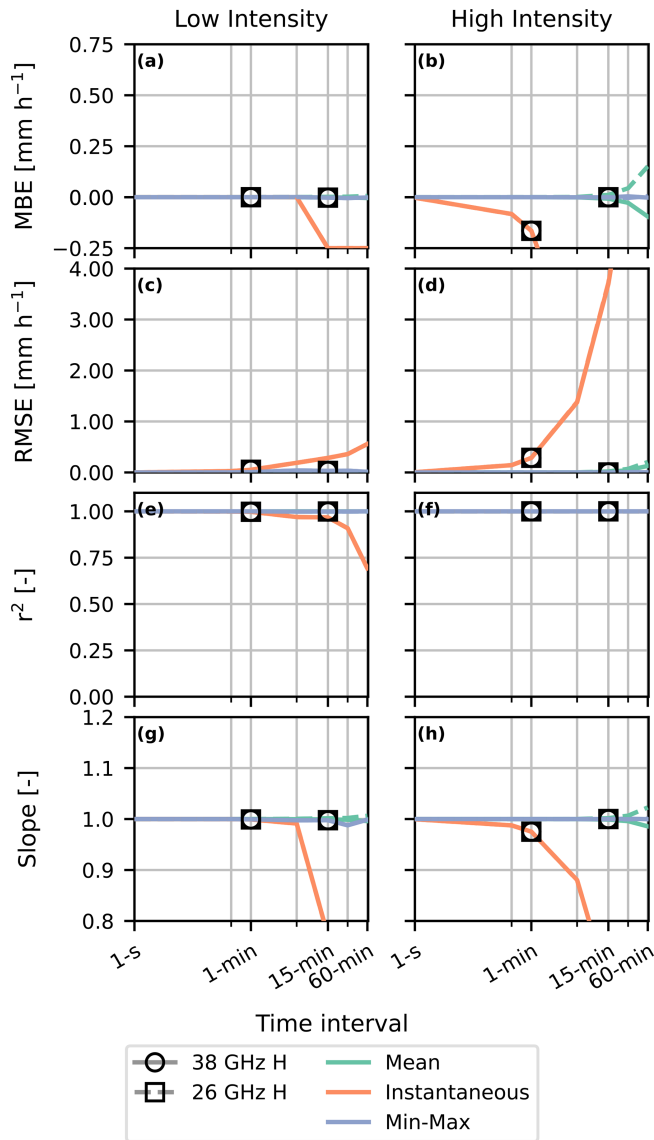 Low Intensity High Intensity
(a) (b)
MBE [mm h⁻¹]
0.75
0.50
0.25
0.00
−0.25
(c) (d)
RMSE [mm h⁻¹]
4.00
3.00
2.00
1.00
0.00
(e) (f)
r² [-]
1.00
0.75
0.50
0.25
0.00
(g) (h)
Slope [-]
1.2
1.1
1.0
0.9
0.8
1-s 1-min 15-min 60-min 1-s 1-min 15-min 60-min
Time interval
38 GHz H Mean
26 GHz H Instantaneous
Min-Max